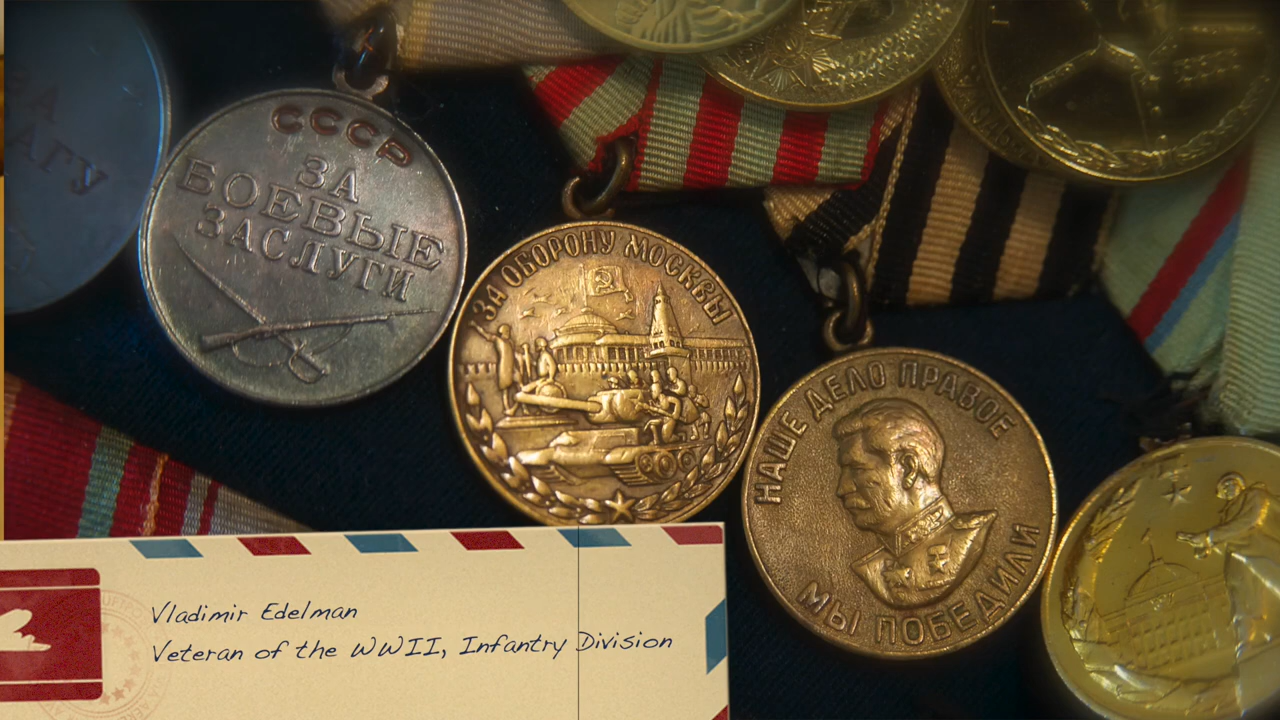 СССР
ЗА
БОЕВЫЕ
ЗАСЛУГИ
ЗА ОБОРОНУ МОСКВЫ
НАШЕ ДЕЛО ПРАВОЕ
МЫ ПОБЕДИЛИ
Vladimir Edelman
Veteran of the WWII, Infantry Division